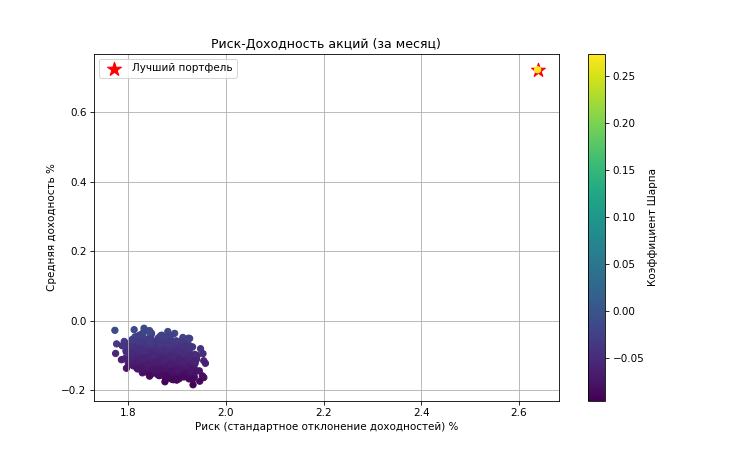 Риск-Доходность акций (за месяц)
Лучший портфель
Средняя доходность %
0.6
0.4
0.2
0.0
−0.2
1.8 2.0 2.2 2.4 2.6
Риск (стандартное отклонение доходностей) %
0.25
0.20
0.15
0.10
0.05
0.00
−0.05
Коэффициент Шарпа